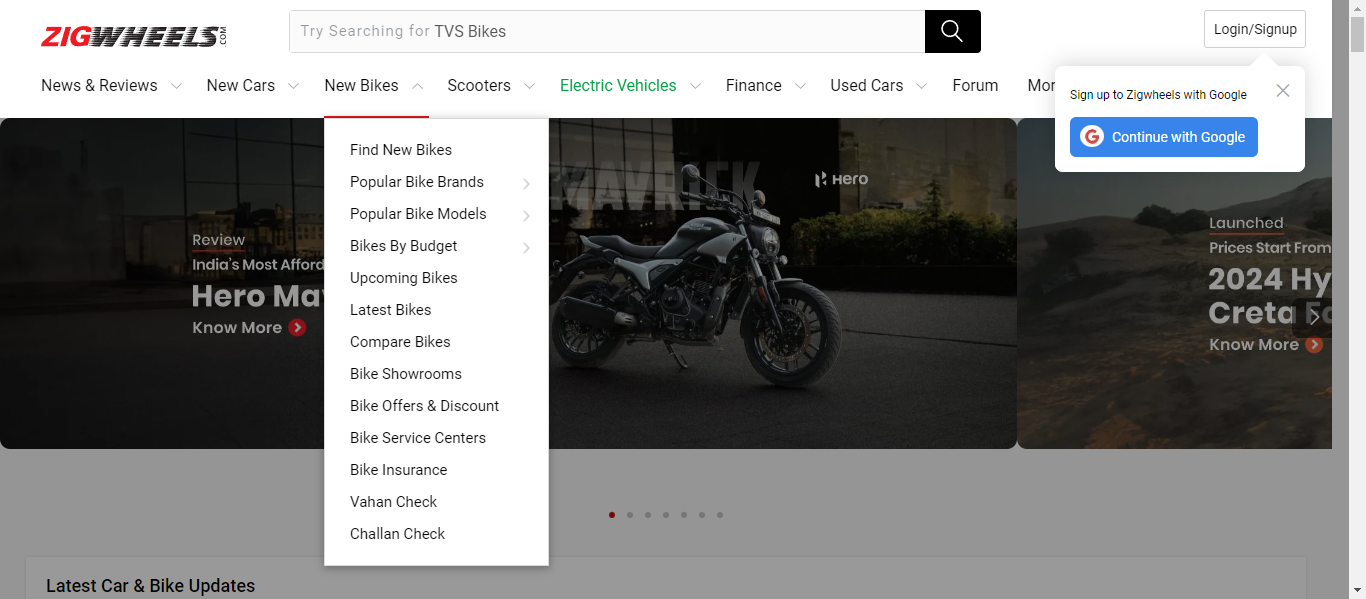 ZIGWHEELS.COM
Try Searching for TVS Bikes
Login/Signup
News & Reviews
New Cars
New Bikes
Scooters
Electric Vehicles
Finance
Used Cars
Forum
Mor
Sign up to Zigwheels with Google
Continue with Google
Find New Bikes
Popular Bike Brands
Popular Bike Models
Bikes By Budget
Upcoming Bikes
Latest Bikes
Compare Bikes
Bike Showrooms
Bike Offers & Discount
Bike Service Centers
Bike Insurance
Vahan Check
Challan Check
Review
India's Most Afford
Hero Mav
Know More
MAVRICK
Hero
Launched
Prices Start From
2024 Hy
Creta
Know More
Latest Car & Bike Updates